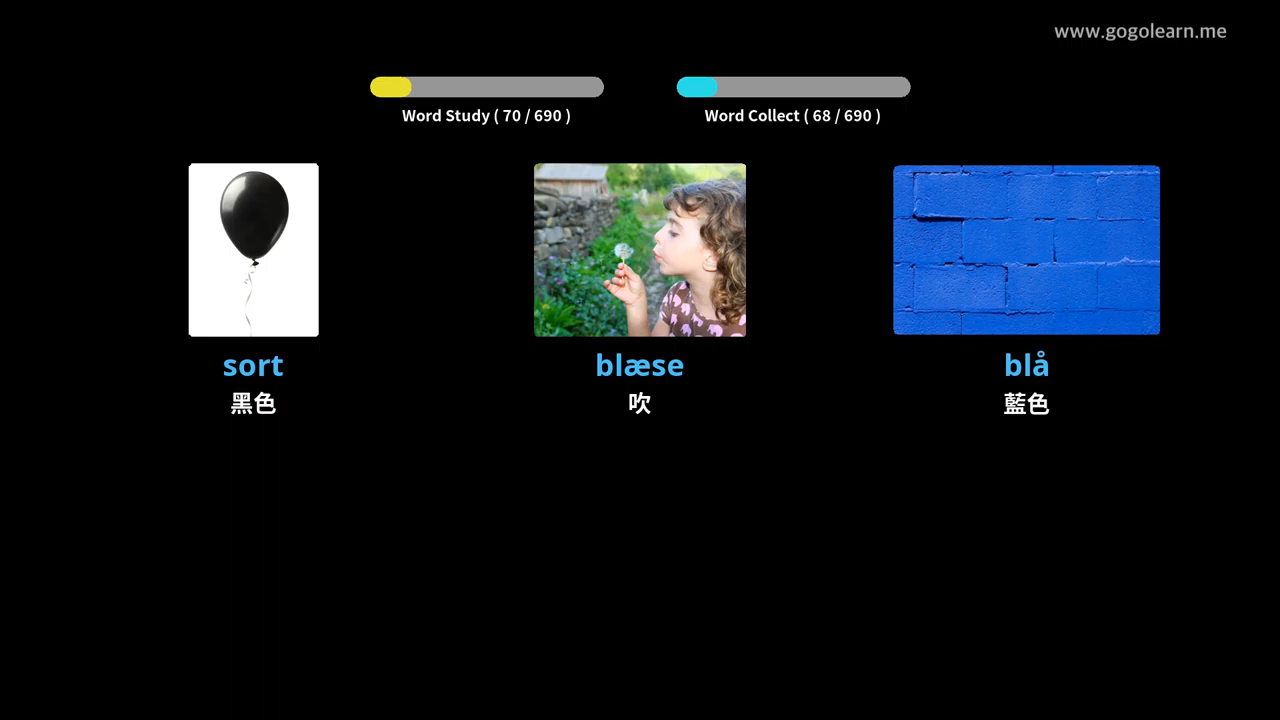 www.gogolearn.me
Word Study ( 70 / 690 )
Word Collect ( 68 / 690 )
sort
黑色
blæse
吹
blå
藍色